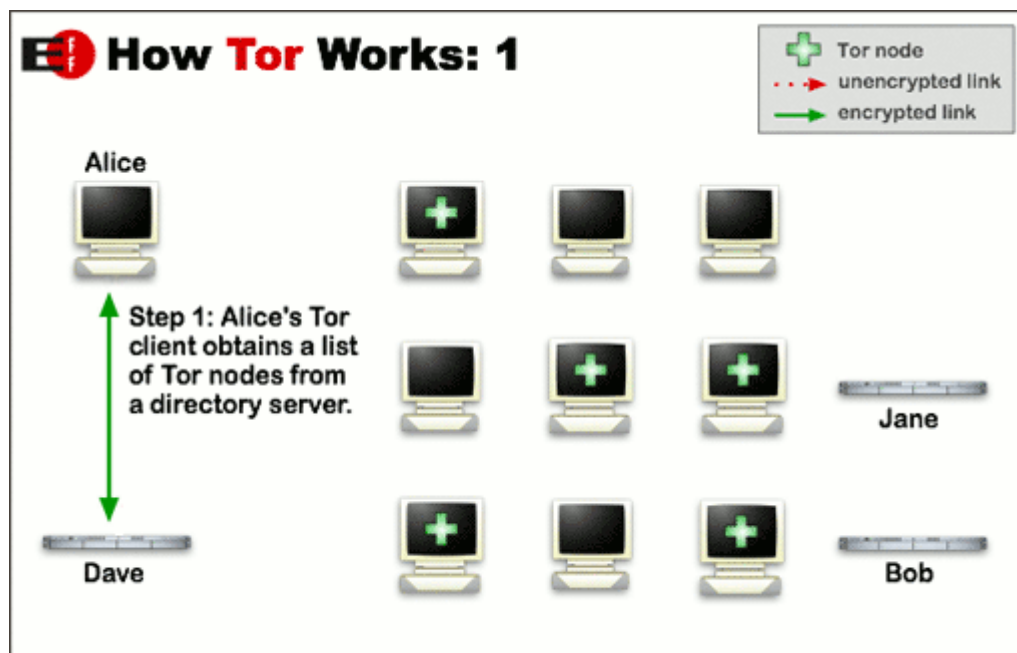 EFF How Tor Works: 1
Tor node
unencrypted link
encrypted link
Alice
Step 1: Alice's Tor
client obtains a list
of Tor nodes from
a directory server.
Jane
Dave
Bob